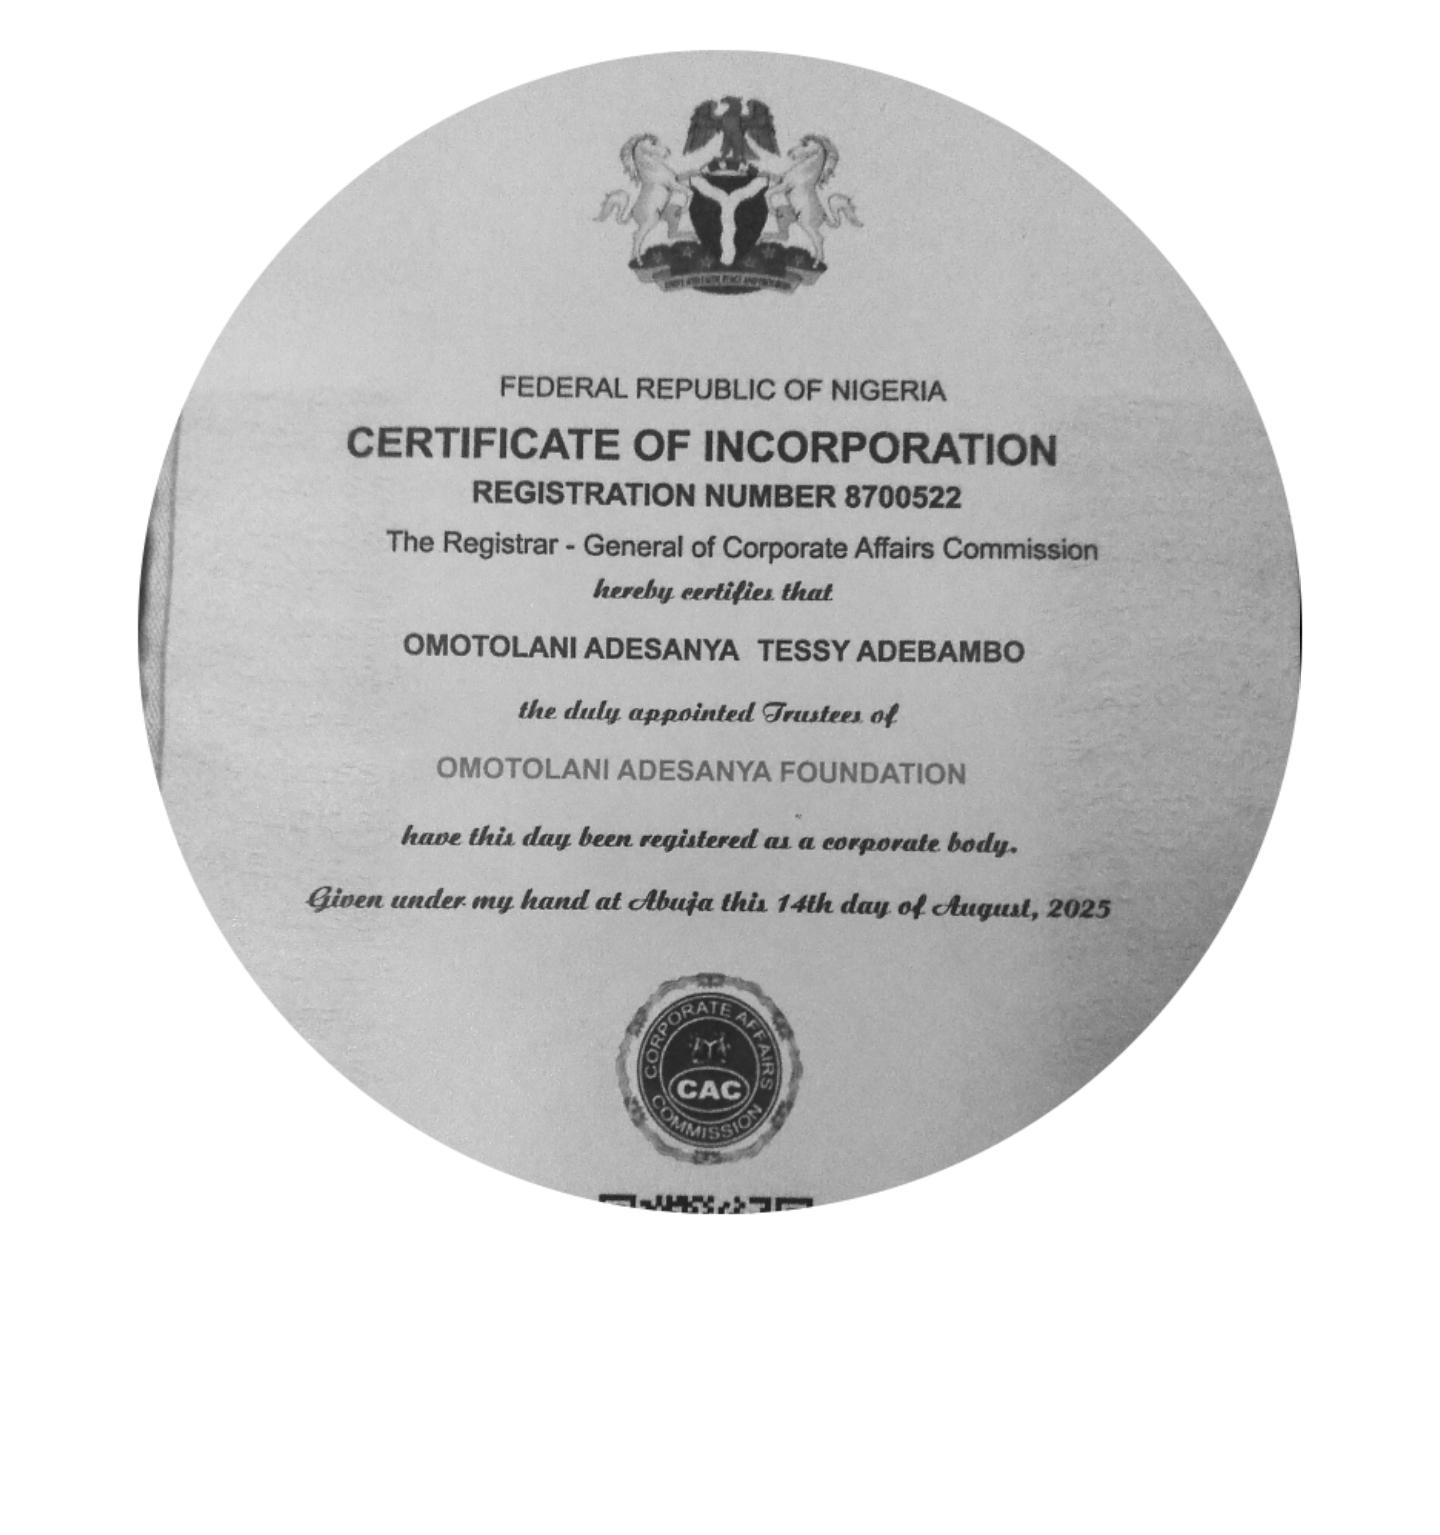 FEDERAL REPUBLIC OF NIGERIA
CERTIFICATE OF INCORPORATION
REGISTRATION NUMBER 8700522
The Registrar - General of Corporate Affairs Commission
hereby certifies that
OMOTOLANI ADESANYA TESSY ADEBAMBO
the duly appointed Trustees of
OMOTOLANI ADESANYA FOUNDATION
have this day been registered as a corporate body.
Given under my hand at Abuja this 14th day of August, 2025
CORPORATE AFFAIRS
CAC
COMMISSION